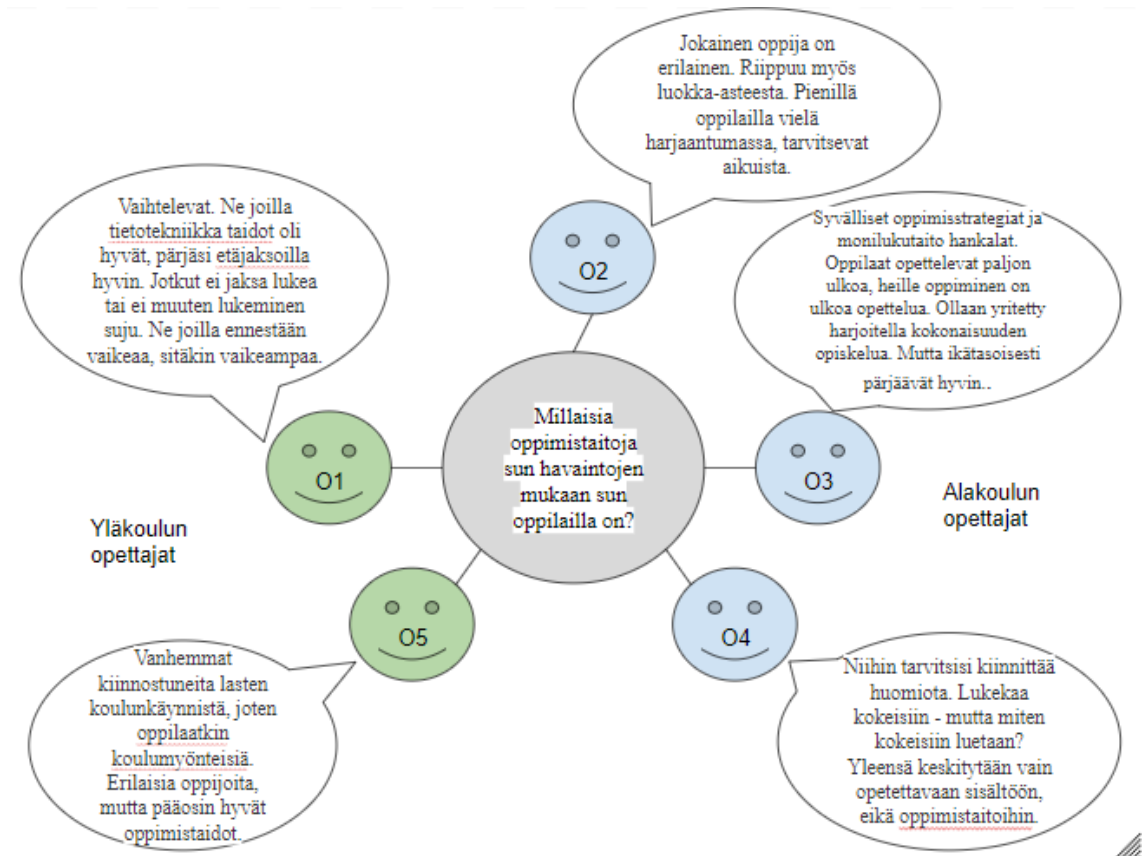 Jokainen oppija on
erilainen. Riippuu myös
luokka-asteesta. Pienillä
oppilailla vielä
harjaantumassa, tarvitsevat
aikuista.
Vaihtelevat. Ne joilla
tietotekniikka taidot oli
hyvät, pärjäsi etäjaksoilla
hyvin. Jotkut ei jaksa lukea
tai ei muuten lukeminen
suju. Ne joilla ennestään
vaikeaa, sitäkin vaikeampaa.
O2
Syvälliset oppimisstrategiat ja
monilukutaito hankalat.
Oppilaat opettelevat paljon
ulkoa, heille oppiminen on
ulkoa opettelua. Ollaan yritetty
harjoitella kokonaisuuden
opiskelua. Mutta ikätasoisesti
pärjäävät hyvin..
Millaisia
oppimistaitoja
sun havaintojen
mukaan sun
oppilailla on?
O1
O3
Yläkoulun
opettajat
Alakoulun
opettajat
O5
O4
Vanhemmat
kiinnostuneita lasten
koulunkäynnistä, joten
oppilaatkin
koulumyönteisiä.
Erilaisia oppijoita,
mutta pääosin hyvät
oppimistaidot.
Niihin tarvitsisi kiinnittää
huomiota. Lukekaa
kokeisiin - mutta miten
kokeisiin luetaan?
Yleensä keskitytään vain
opetettavaan sisältöön,
eikä oppimistaitoihin.